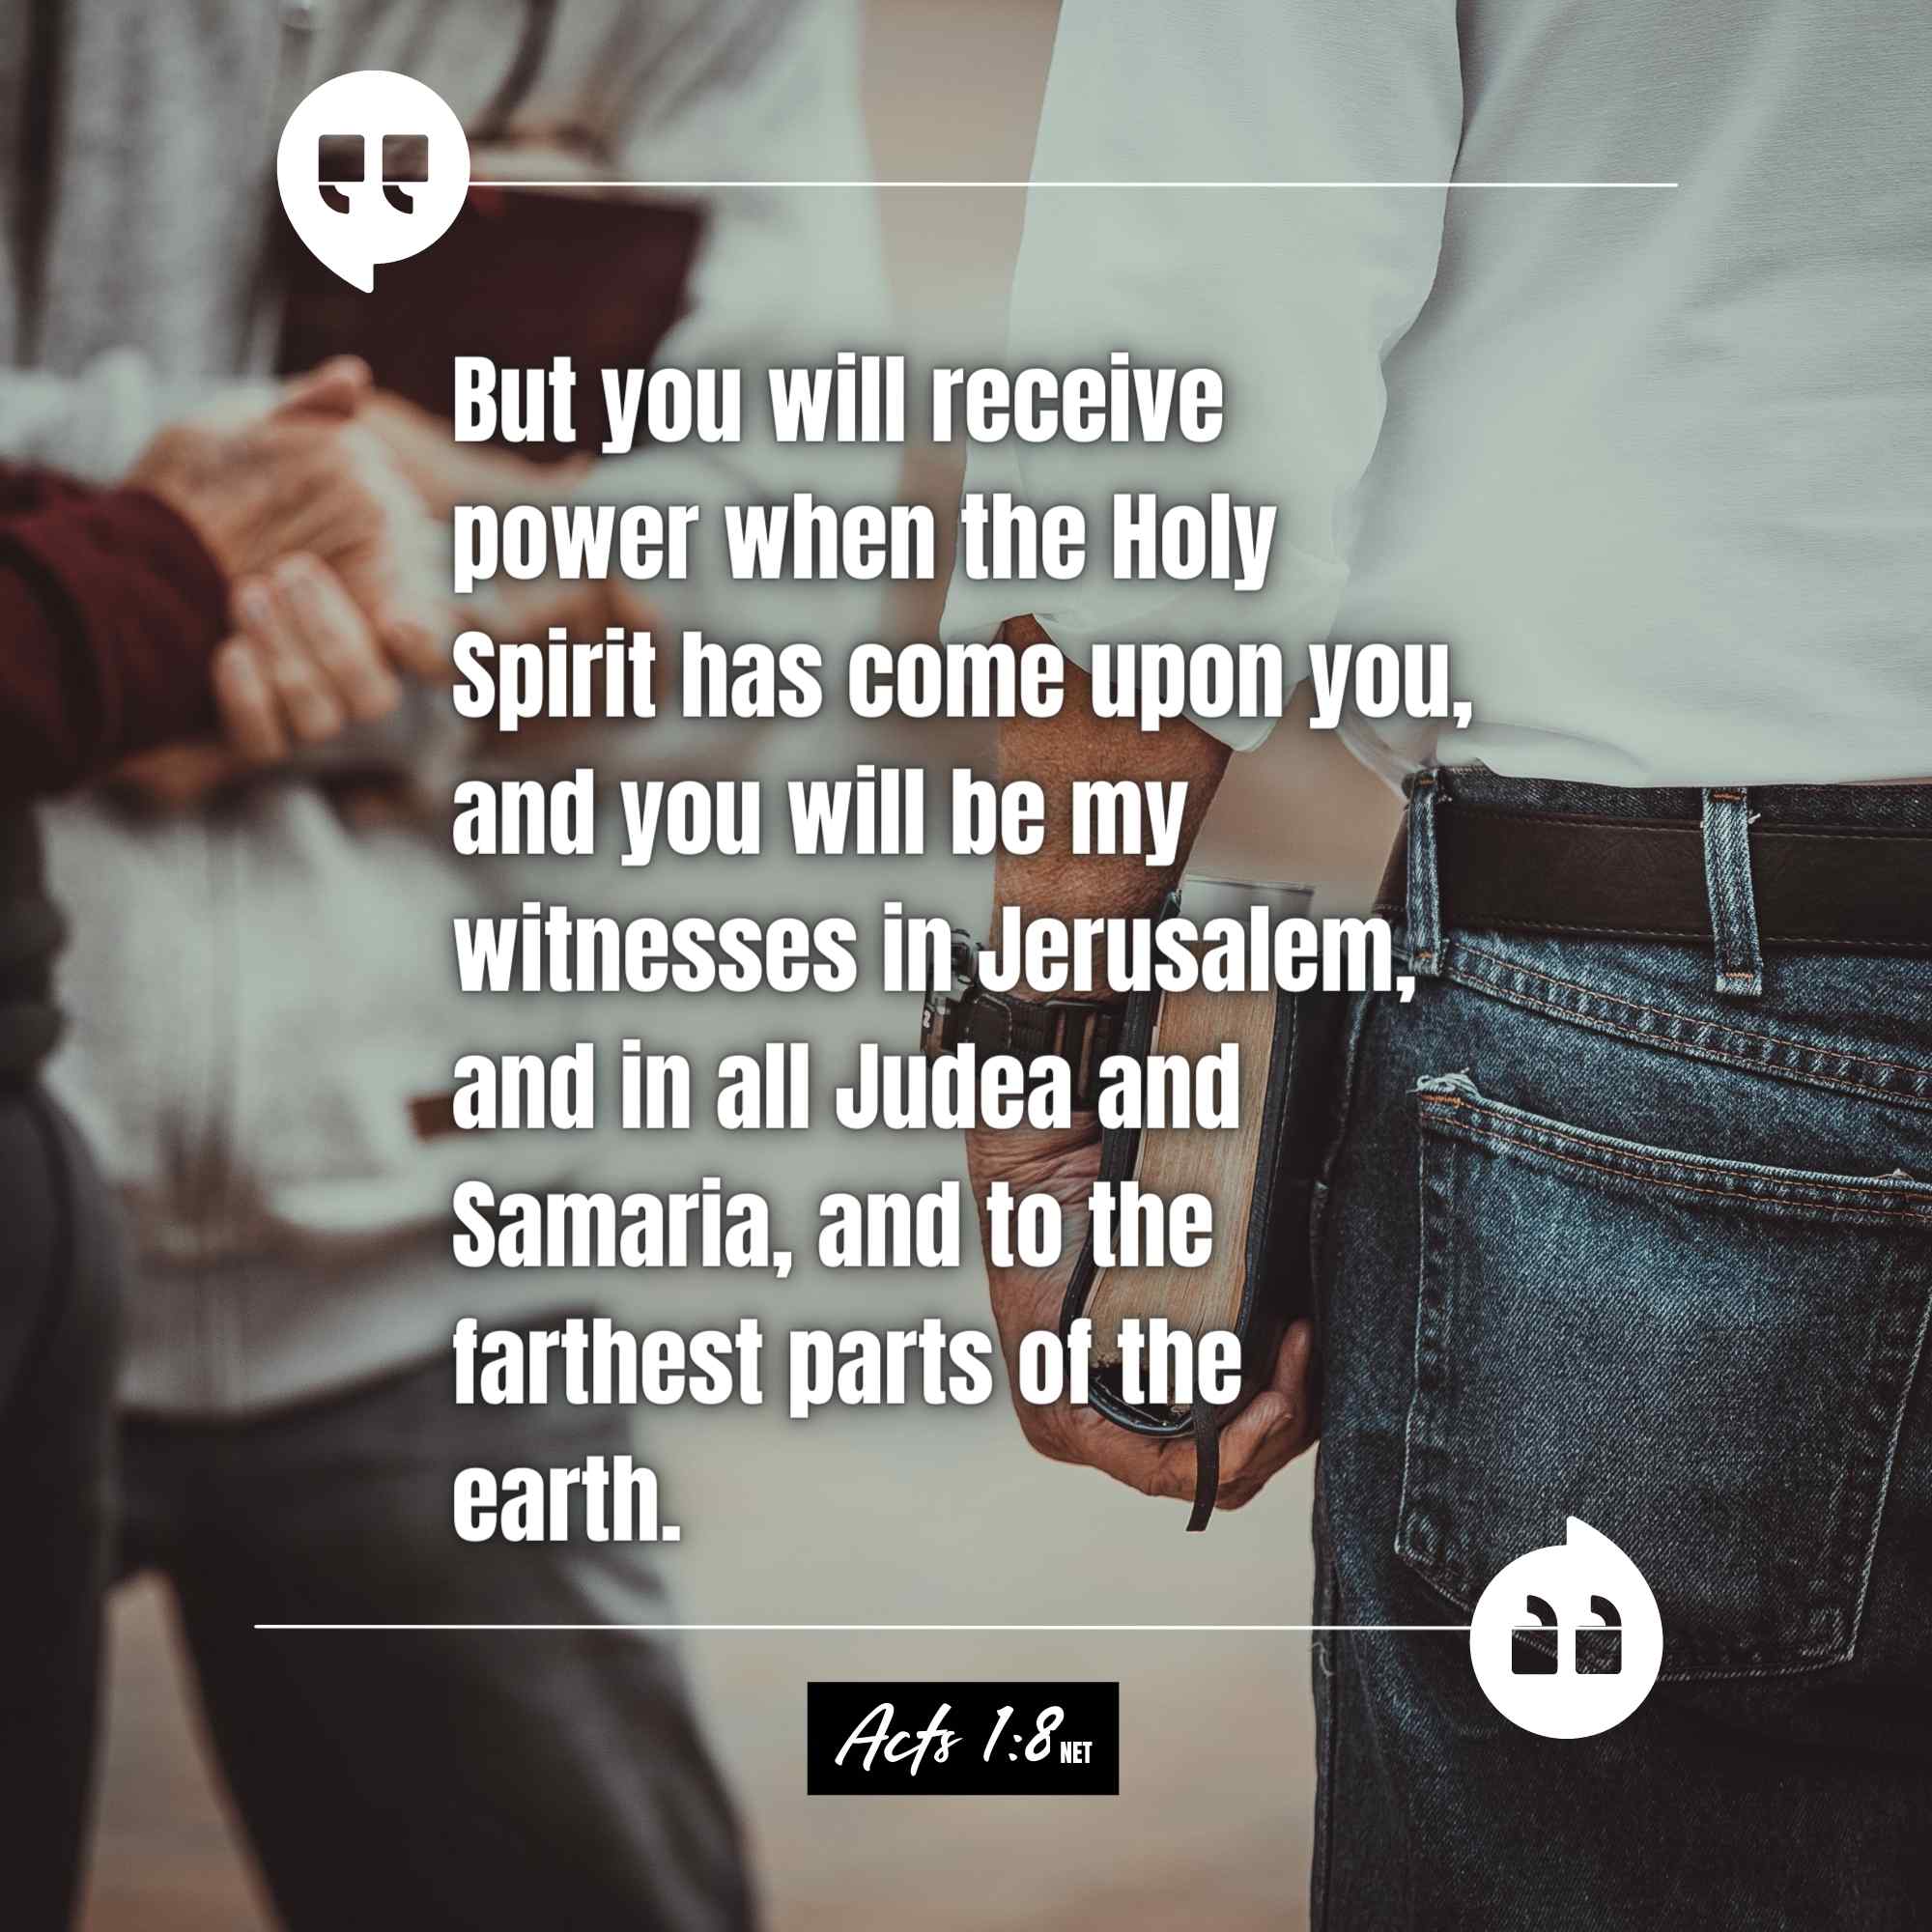 But you will receive
power when the Holy
Spirit has come upon you,
and you will be my
witnesses in Jerusalem,
and in all Judea and
Samaria, and to the
farthest parts of the
earth.
Acts 1:8 NET